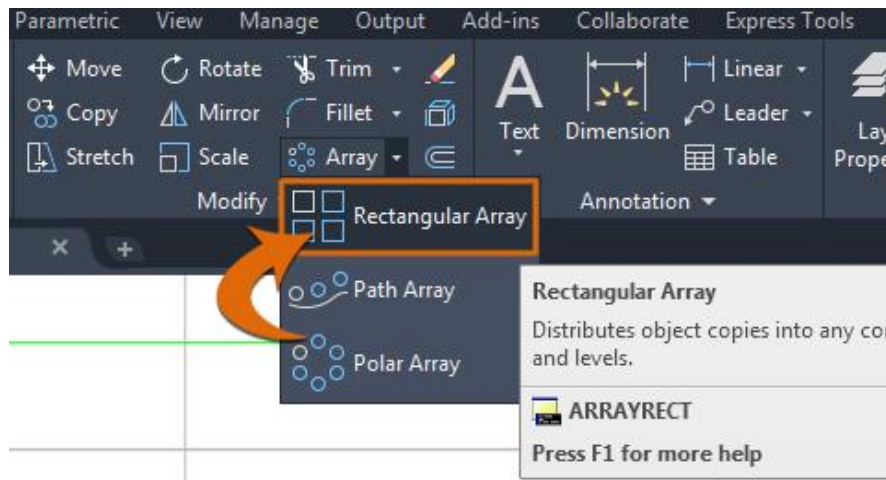 Parametric View Manage Output Add-ins Collaborate Express Tools
Move Rotate Trim Linear
Copy Mirror Fillet Text Dimension Leader
Stretch Scale Array Table
Modify Annotation
Rectangular Array
Path Array
Polar Array
Rectangular Array
Distributes object copies into any
and levels.
ARRAYRECT
Press F1 for more help